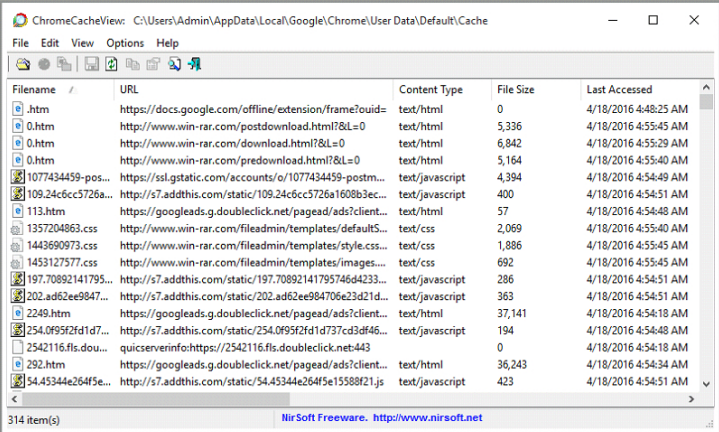 ChromeCacheView: C:\Users\Admin\AppData\Local\Google\Chrome\User Data\Default\Cache
File Edit View Options Help
Filename / URL Content Type File Size Last Accessed
.htm https://docs.google.com/offline/extension/frame?ouid= text/html 0 4/18/2016 4:48:25 AM
0.htm http://www.win-rar.com/postdownload.html?&L=0 text/html 5,336 4/18/2016 4:55:45 AM
0.htm http://www.win-rar.com/download.html?&L=0 text/html 6,842 4/18/2016 4:55:29 AM
0.htm http://www.win-rar.com/predownload.html?&L=0 text/html 5,164 4/18/2016 4:55:40 AM
1077434459-pos... https://ssl.gstatic.com/accounts/o/1077434459-postm... text/javascript 4,394 4/18/2016 4:54:49 AM
109.24c6cc5726a... http://s7.addthis.com/static/109.24c6cc5726a1608b3ec... text/javascript 400 4/18/2016 4:54:51 AM
113.htm https://googleads.g.doubleclick.net/pagead/ads?client... text/html 57 4/18/2016 4:54:48 AM
1357204863.css http://www.win-rar.com/fileadmin/templates/default5... text/css 2,069 4/18/2016 4:55:40 AM
1443690973.css http://www.win-rar.com/fileadmin/templates/style.css... text/css 1,886 4/18/2016 4:55:45 AM
1453127577.css http://www.win-rar.com/fileadmin/templates/images.... text/css 692 4/18/2016 4:55:45 AM
197.70892141795... http://s7.addthis.com/static/197.70892141795746d4233... text/javascript 286 4/18/2016 4:54:51 AM
202.ad62ee9847... http://s7.addthis.com/static/202.ad62ee984706e23d21d... text/javascript 363 4/18/2016 4:54:51 AM
2249.htm https://googleads.g.doubleclick.net/pagead/ads?client... text/html 37,141 4/18/2016 4:54:18 AM
254.0f95f2fd1d7... http://s7.addthis.com/static/254.0f95f2fd1d737cd3df46... text/javascript 194 4/18/2016 4:54:48 AM
2542116.fls.dou... quicserverinfo:https://2542116.fls.doubleclick.net:443 0 4/18/2016 4:54:18 AM
292.htm https://googleads.g.doubleclick.net/pagead/ads?client... text/html 36,243 4/18/2016 4:54:34 AM
54.45344e264f5e... http://s7.addthis.com/static/54.45344e264f5e15588f21.js text/javascript 423 4/18/2016 4:54:51 AM
314 item(s) NirSoft Freeware. http://www.nirsoft.net